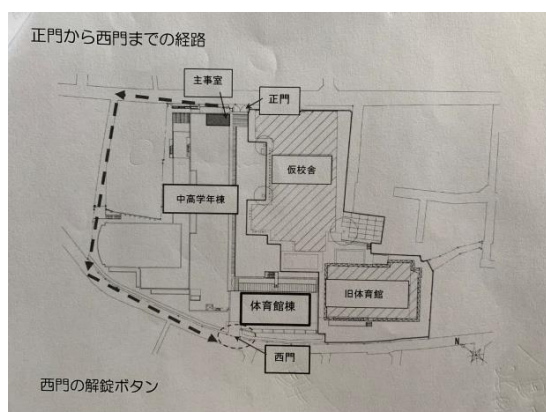 正門から西門までの経路
主事室
正門
仮校舎
中高学年棟
体育館棟
旧体育館
N
西門
西門の解錠ボタン